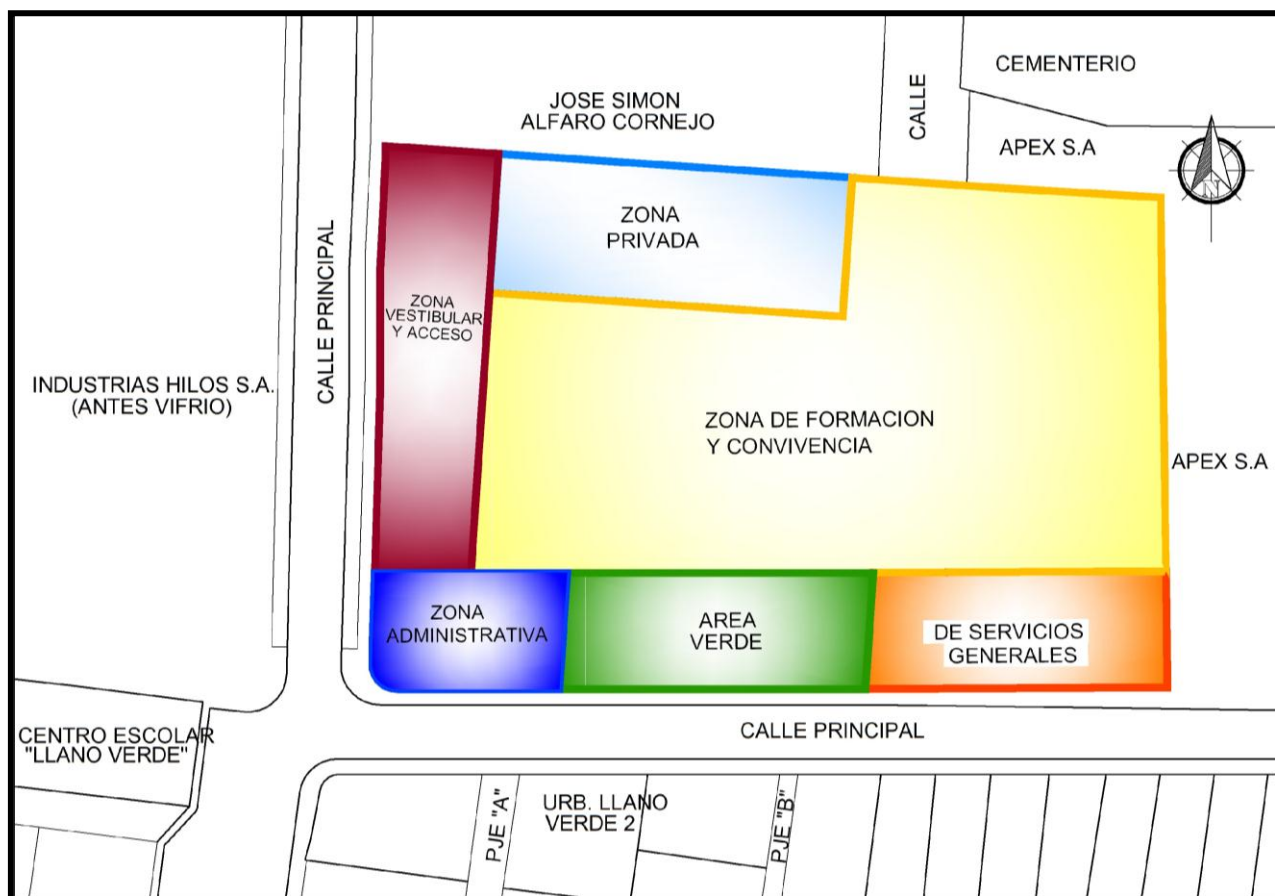 CEMENTERIO
JOSE SIMON
ALFARO CORNEJO
CALLE
APEX S.A
N
ZONA
PRIVADA
CALLE PRINCIPAL
ZONA
VESTIBULAR
Y ACCESO
INDUSTRIAS HILOS S.A.
(ANTES VIFRIO)
ZONA DE FORMACION
Y CONVIVENCIA
APEX S.A
ZONA
ADMINISTRATIVA
AREA
VERDE
DE SERVICIOS
GENERALES
CENTRO ESCOLAR
"LLANO VERDE"
CALLE PRINCIPAL
PJE "A"
URB. LLANO
VERDE 2
PJE "B"